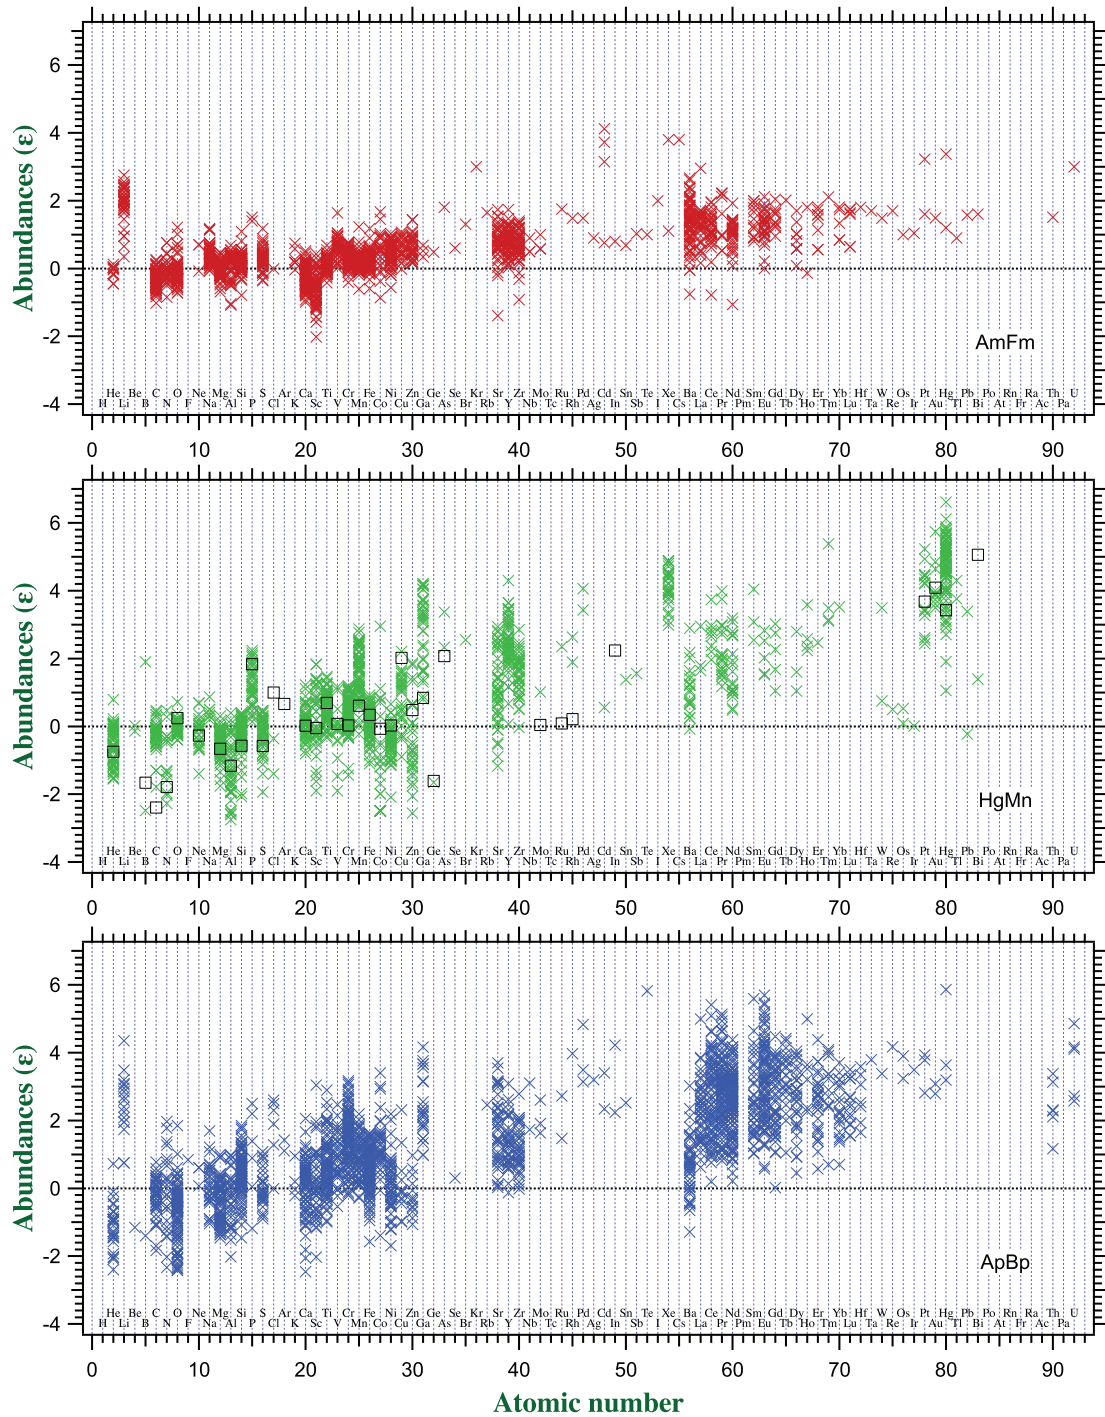 Abundances (ε)
6
4
2
0
-2
-4
AmFm
He Be C O Ne Mg Si S Ar Ca Ti Cr Fe Ni Zn Ge Se Kr Sr Zr Mo Ru Pd Cd Sn Te Xe Ba Ce Nd Sm Gd Dy Er Yb Hf W Os Pt Hg Pb Po Rn Ra Th U
H Li B N F Na Al P Cl K Sc V Mn Co Cu Ga As Br Rb Y Nb Tc Rh Ag In Sb I Cs La Pr Pm Eu Tb Ho Tm Lu Ta Re Ir Au Tl Bi At Fr Ac Pa
0 10 20 30 40 50 60 70 80 90
Abundances (ε)
6
4
2
0
-2
-4
HgMn
He Be C O Ne Mg Si S Ar Ca Ti Cr Fe Ni Zn Ge Se Kr Sr Zr Mo Ru Pd Cd Sn Te Xe Ba Ce Nd Sm Gd Dy Er Yb Hf W Os Pt Hg Pb Po Rn Ra Th U
H Li B N F Na Al P Cl K Sc V Mn Co Cu Ga As Br Rb Y Nb Tc Rh Ag In Sb I Cs La Pr Pm Eu Tb Ho Tm Lu Ta Re Ir Au Tl Bi At Fr Ac Pa
0 10 20 30 40 50 60 70 80 90
Abundances (ε)
6
4
2
0
-2
-4
ApBp
He Be C O Ne Mg Si S Ar Ca Ti Cr Fe Ni Zn Ge Se Kr Sr Zr Mo Ru Pd Cd Sn Te Xe Ba Ce Nd Sm Gd Dy Er Yb Hf W Os Pt Hg Pb Po Rn Ra Th U
H Li B N F Na Al P Cl K Sc V Mn Co Cu Ga As Br Rb Y Nb Tc Rh Ag In Sb I Cs La Pr Pm Eu Tb Ho Tm Lu Ta Re Ir Au Tl Bi At Fr Ac Pa
0 10 20 30 40 50 60 70 80 90
Atomic number